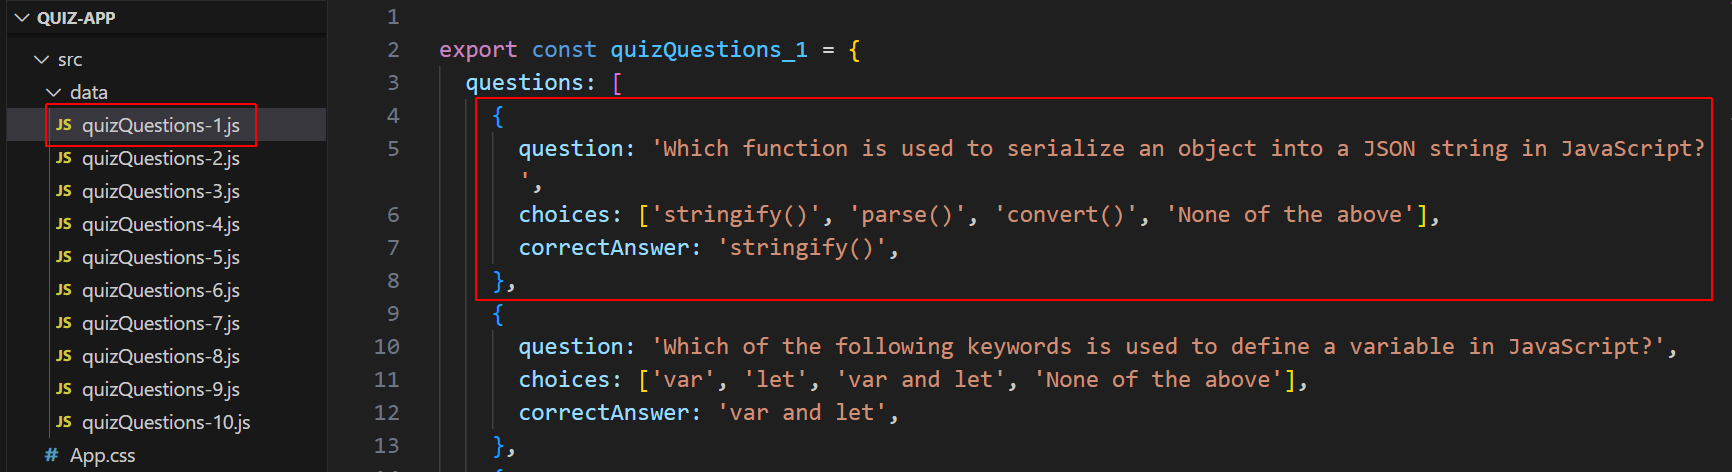 QUIZ-APP
src
data
JS quizQuestions-1.js
JS quizQuestions-2.js
JS quizQuestions-3.js
JS quizQuestions-4.js
JS quizQuestions-5.js
JS quizQuestions-6.js
JS quizQuestions-7.js
JS quizQuestions-8.js
JS quizQuestions-9.js
JS quizQuestions-10.js
# App.css
1
2 export const quizQuestions_1 = {
3 questions: [
4 {
5 question: 'Which function is used to serialize an object into a JSON string in JavaScript?
',
6 choices: ['stringify()', 'parse()', 'convert()', 'None of the above'],
7 correctAnswer: 'stringify()',
8 },
9 {
10 question: 'Which of the following keywords is used to define a variable in JavaScript?',
11 choices: ['var', 'let', 'var and let', 'None of the above'],
12 correctAnswer: 'var and let',
13 },